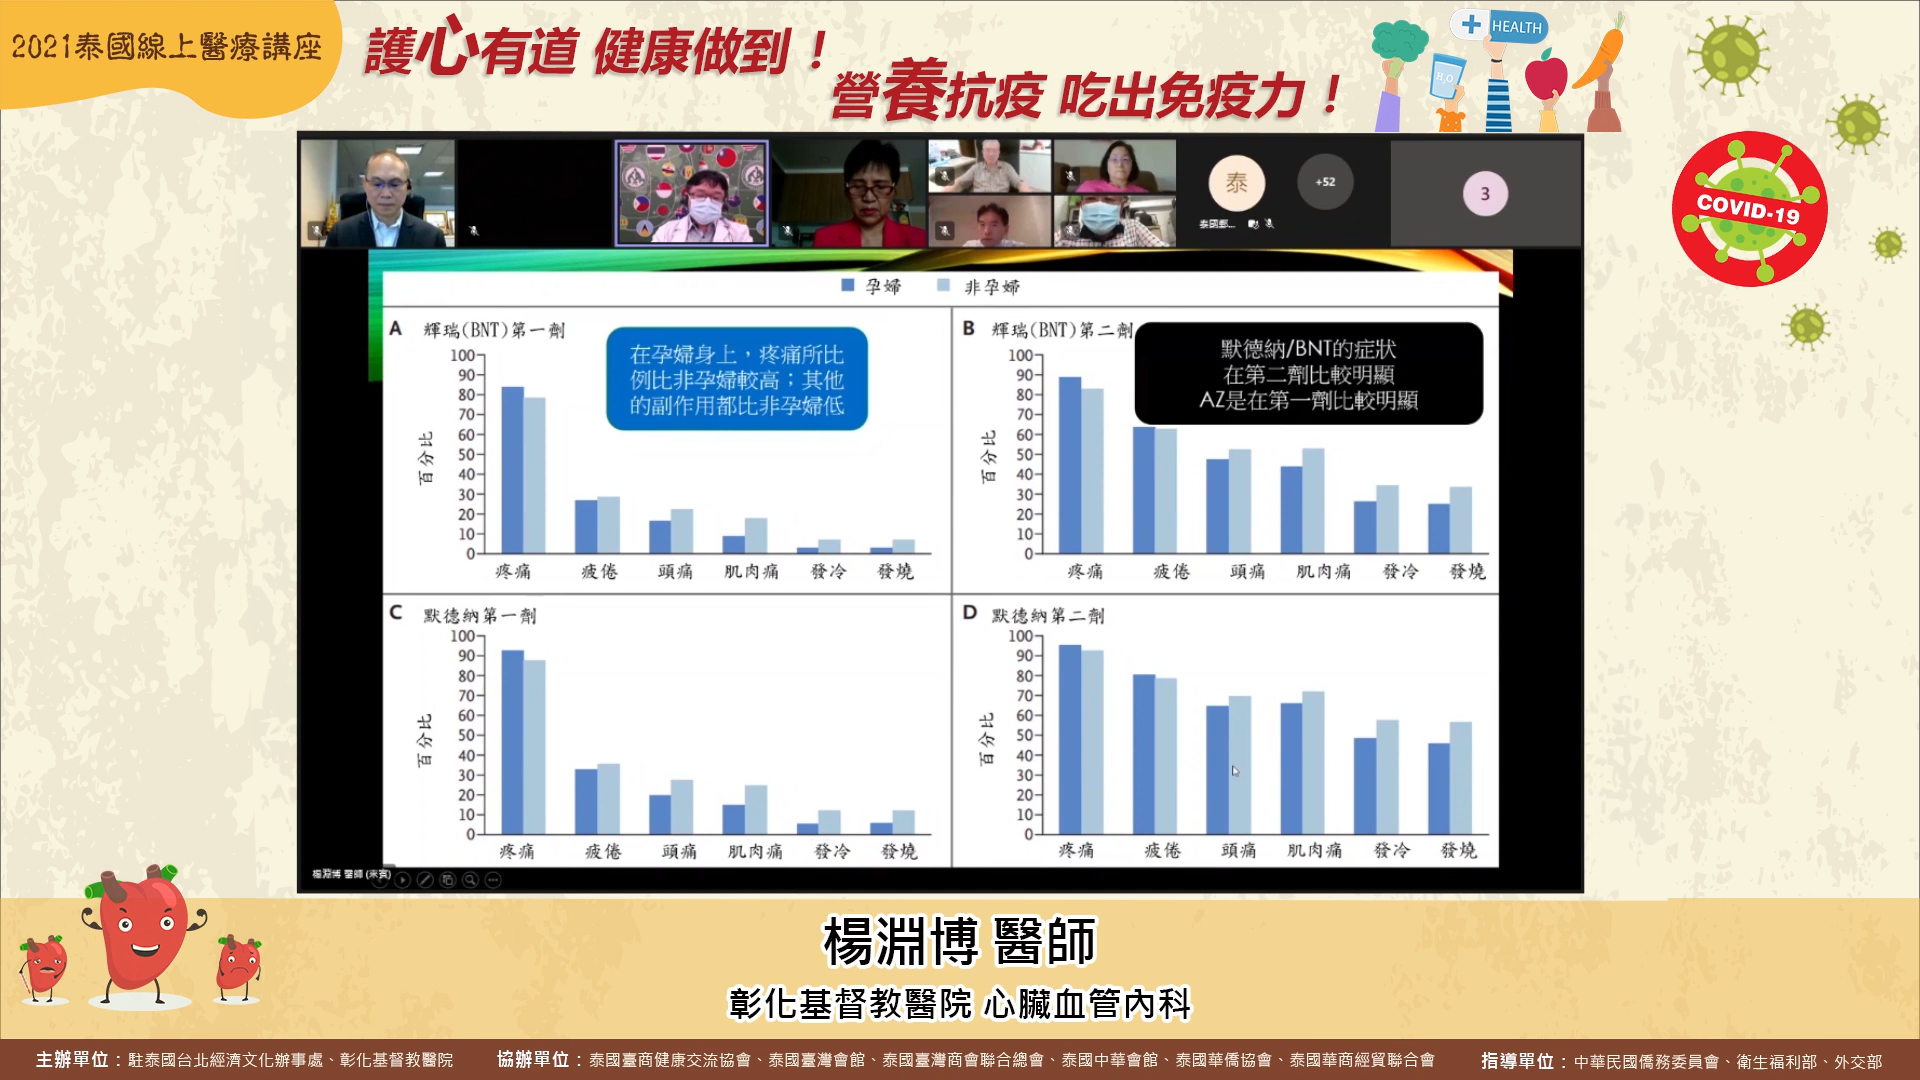 2021泰國線上醫療講座
護心有道 健康做到！
營養抗疫 吃出免疫力！
HEALTH
H₂O
COVID-19
泰
+52
3
泰國鄭...
孕婦
非孕婦
A 輝瑞(BNT)第一劑
在孕婦身上，疼痛所比
例比非孕婦較高；其他
的副作用都比非孕婦低
百分比
100
90
80
70
60
50
40
30
20
10
0
疼痛 疲倦 頭痛 肌肉痛 發冷 發燒
B 輝瑞(BNT)第二劑
默德納/BNT的症狀
在第二劑比較明顯
AZ是在第一劑比較明顯
百分比
100
90
80
70
60
50
40
30
20
10
0
疼痛 疲倦 頭痛 肌肉痛 發冷 發燒
C 默德納第一劑
百分比
100
90
80
70
60
50
40
30
20
10
0
疼痛 疲倦 頭痛 肌肉痛 發冷 發燒
D 默德納第二劑
百分比
100
90
80
70
60
50
40
30
20
10
0
疼痛 疲倦 頭痛 肌肉痛 發冷 發燒
楊淵博 醫師 (來賓)
楊淵博 醫師
彰化基督教醫院 心臟血管內科
主辦單位：駐泰國台北經濟文化辦事處、彰化基督教醫院
協辦單位：泰國臺商健康交流協會、泰國臺灣會館、泰國臺灣商會聯合總會、泰國中華會館、泰國華僑協會、泰國華商經貿聯合會
指導單位：中華民國僑務委員會、衛生福利部、外交部